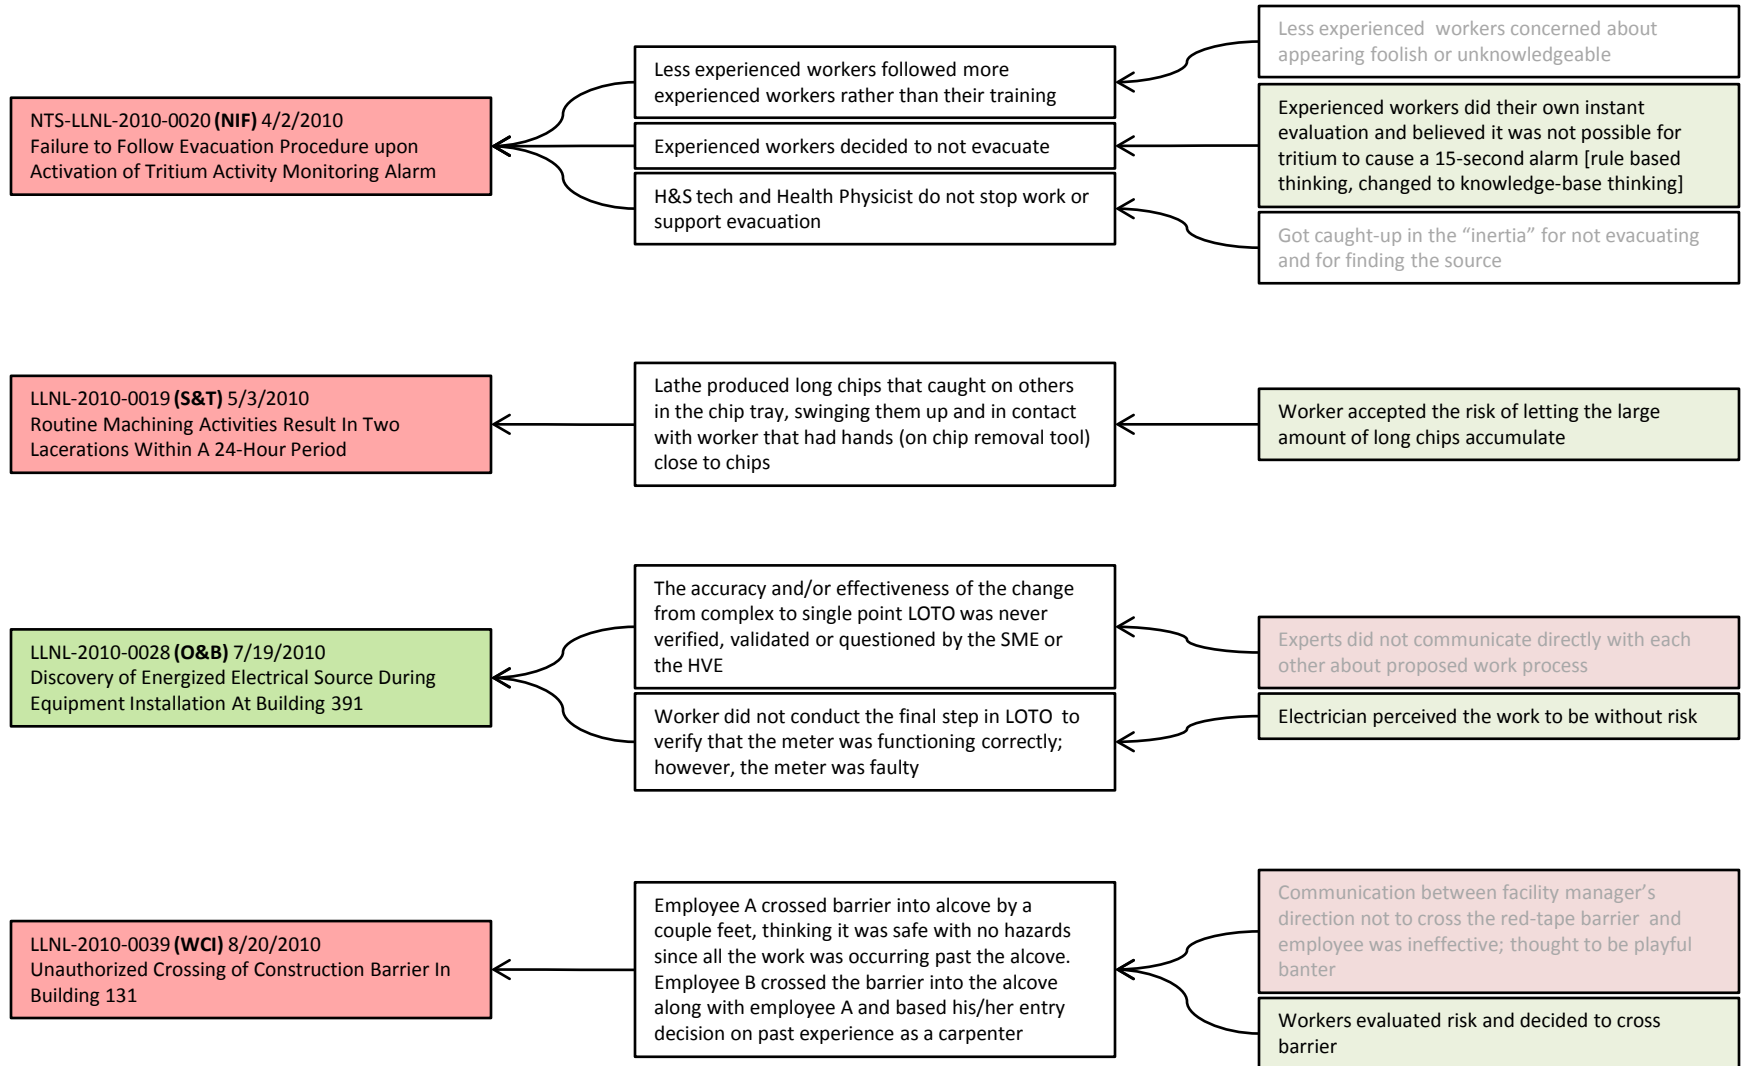 NTS-LLNL-2010-0020 (NIF) 4/2/2010
Failure to Follow Evacuation Procedure upon
Activation of Tritium Activity Monitoring Alarm
Less experienced workers followed more
experienced workers rather than their training
Experienced workers decided to not evacuate
H&S tech and Health Physicist do not stop work or
support evacuation
Less experienced workers concerned about
appearing foolish or unknowledgeable
Experienced workers did their own instant
evaluation and believed it was not possible for
tritium to cause a 15-second alarm [rule based
thinking, changed to knowledge-base thinking]
Got caught-up in the “inertia” for not evacuating
and for finding the source
LLNL-2010-0019 (S&T) 5/3/2010
Routine Machining Activities Result In Two
Lacerations Within A 24-Hour Period
Lathe produced long chips that caught on others
in the chip tray, swinging them up and in contact
with worker that had hands (on chip removal tool)
close to chips
Worker accepted the risk of letting the large
amount of long chips accumulate
LLNL-2010-0028 (O&B) 7/19/2010
Discovery of Energized Electrical Source During
Equipment Installation At Building 391
The accuracy and/or effectiveness of the change
from complex to single point LOTO was never
verified, validated or questioned by the SME or
the HVE
Worker did not conduct the final step in LOTO to
verify that the meter was functioning correctly;
however, the meter was faulty
Experts did not communicate directly with each
other about proposed work process
Electrician perceived the work to be without risk
LLNL-2010-0039 (WCI) 8/20/2010
Unauthorized Crossing of Construction Barrier In
Building 131
Employee A crossed barrier into alcove by a
couple feet, thinking it was safe with no hazards
since all the work was occurring past the alcove.
Employee B crossed the barrier into the alcove
along with employee A and based his/her entry
decision on past experience as a carpenter
Communication between facility manager’s
direction not to cross the red-tape barrier and
employee was ineffective; thought to be playful
banter
Workers evaluated risk and decided to cross
barrier